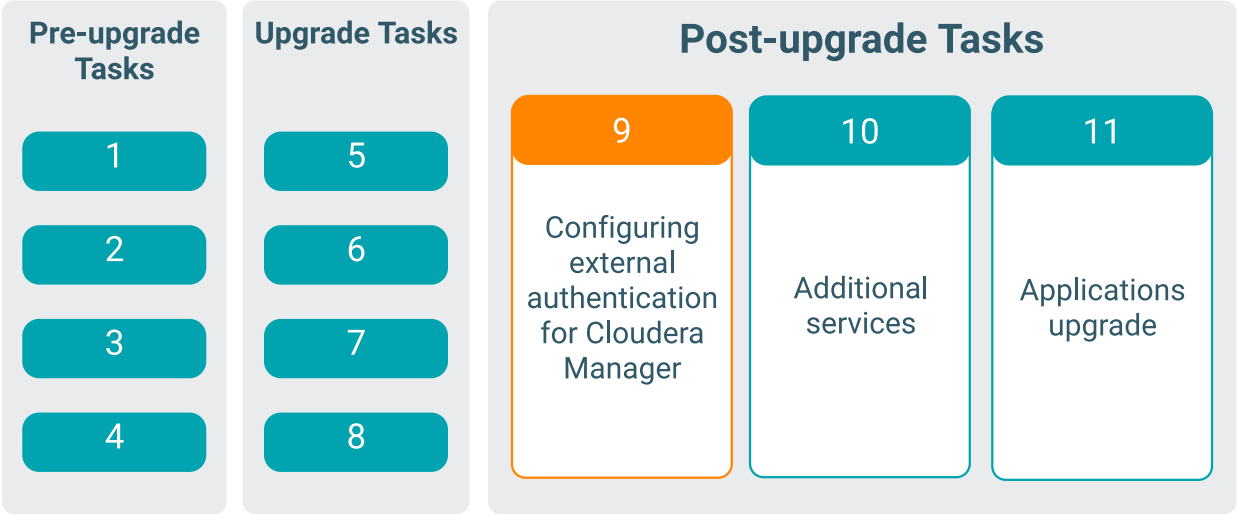 Pre-upgrade
Tasks
1
2
3
4
Upgrade Tasks
5
6
7
8
Post-upgrade Tasks
9
Configuring
external
authentication
for Cloudera
Manager
10
Additional
services
11
Applications
upgrade